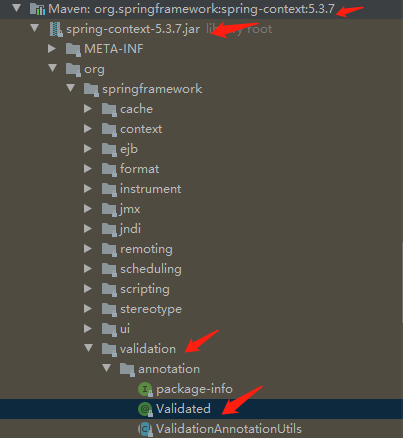 Maven: org.springframework:spring-context:5.3.7
spring-context-5.3.7.jar library root
META-INF
org
springframework
cache
context
ejb
format
instrument
jmx
jndi
remoting
scheduling
scripting
stereotype
ui
validation
annotation
package-info
Validated
ValidationAnnotationUtils